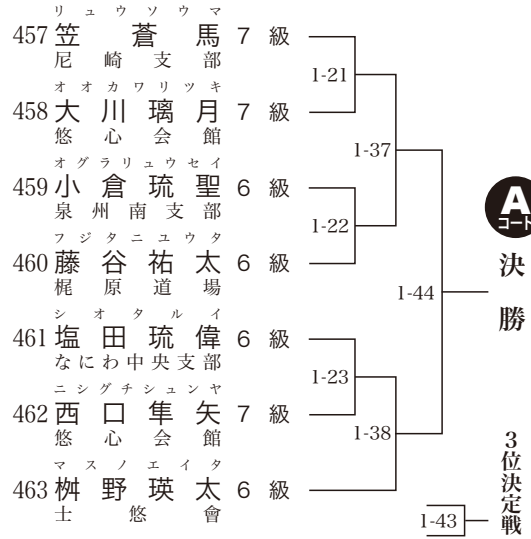 リュウソウマ
457 笠蒼馬 7級
尼崎支部
1-21
オオカワリツキ
458 大川璃月 7級
悠心会館
1-37
オグラリュウセイ
459 小倉琉聖 6級
泉州南支部
1-22
フジタニユウタ
460 藤谷祐太 6級
梶原道場
Aコート
決勝
1-44
シオタルイ
461 塩田琉偉 6級
なにわ中央支部
1-23
ニシグチシュンヤ
462 西口隼矢 7級
悠心会館
1-38
マスノエイタ
463 桝野瑛太 6級
士悠會
3位決定戦
1-43